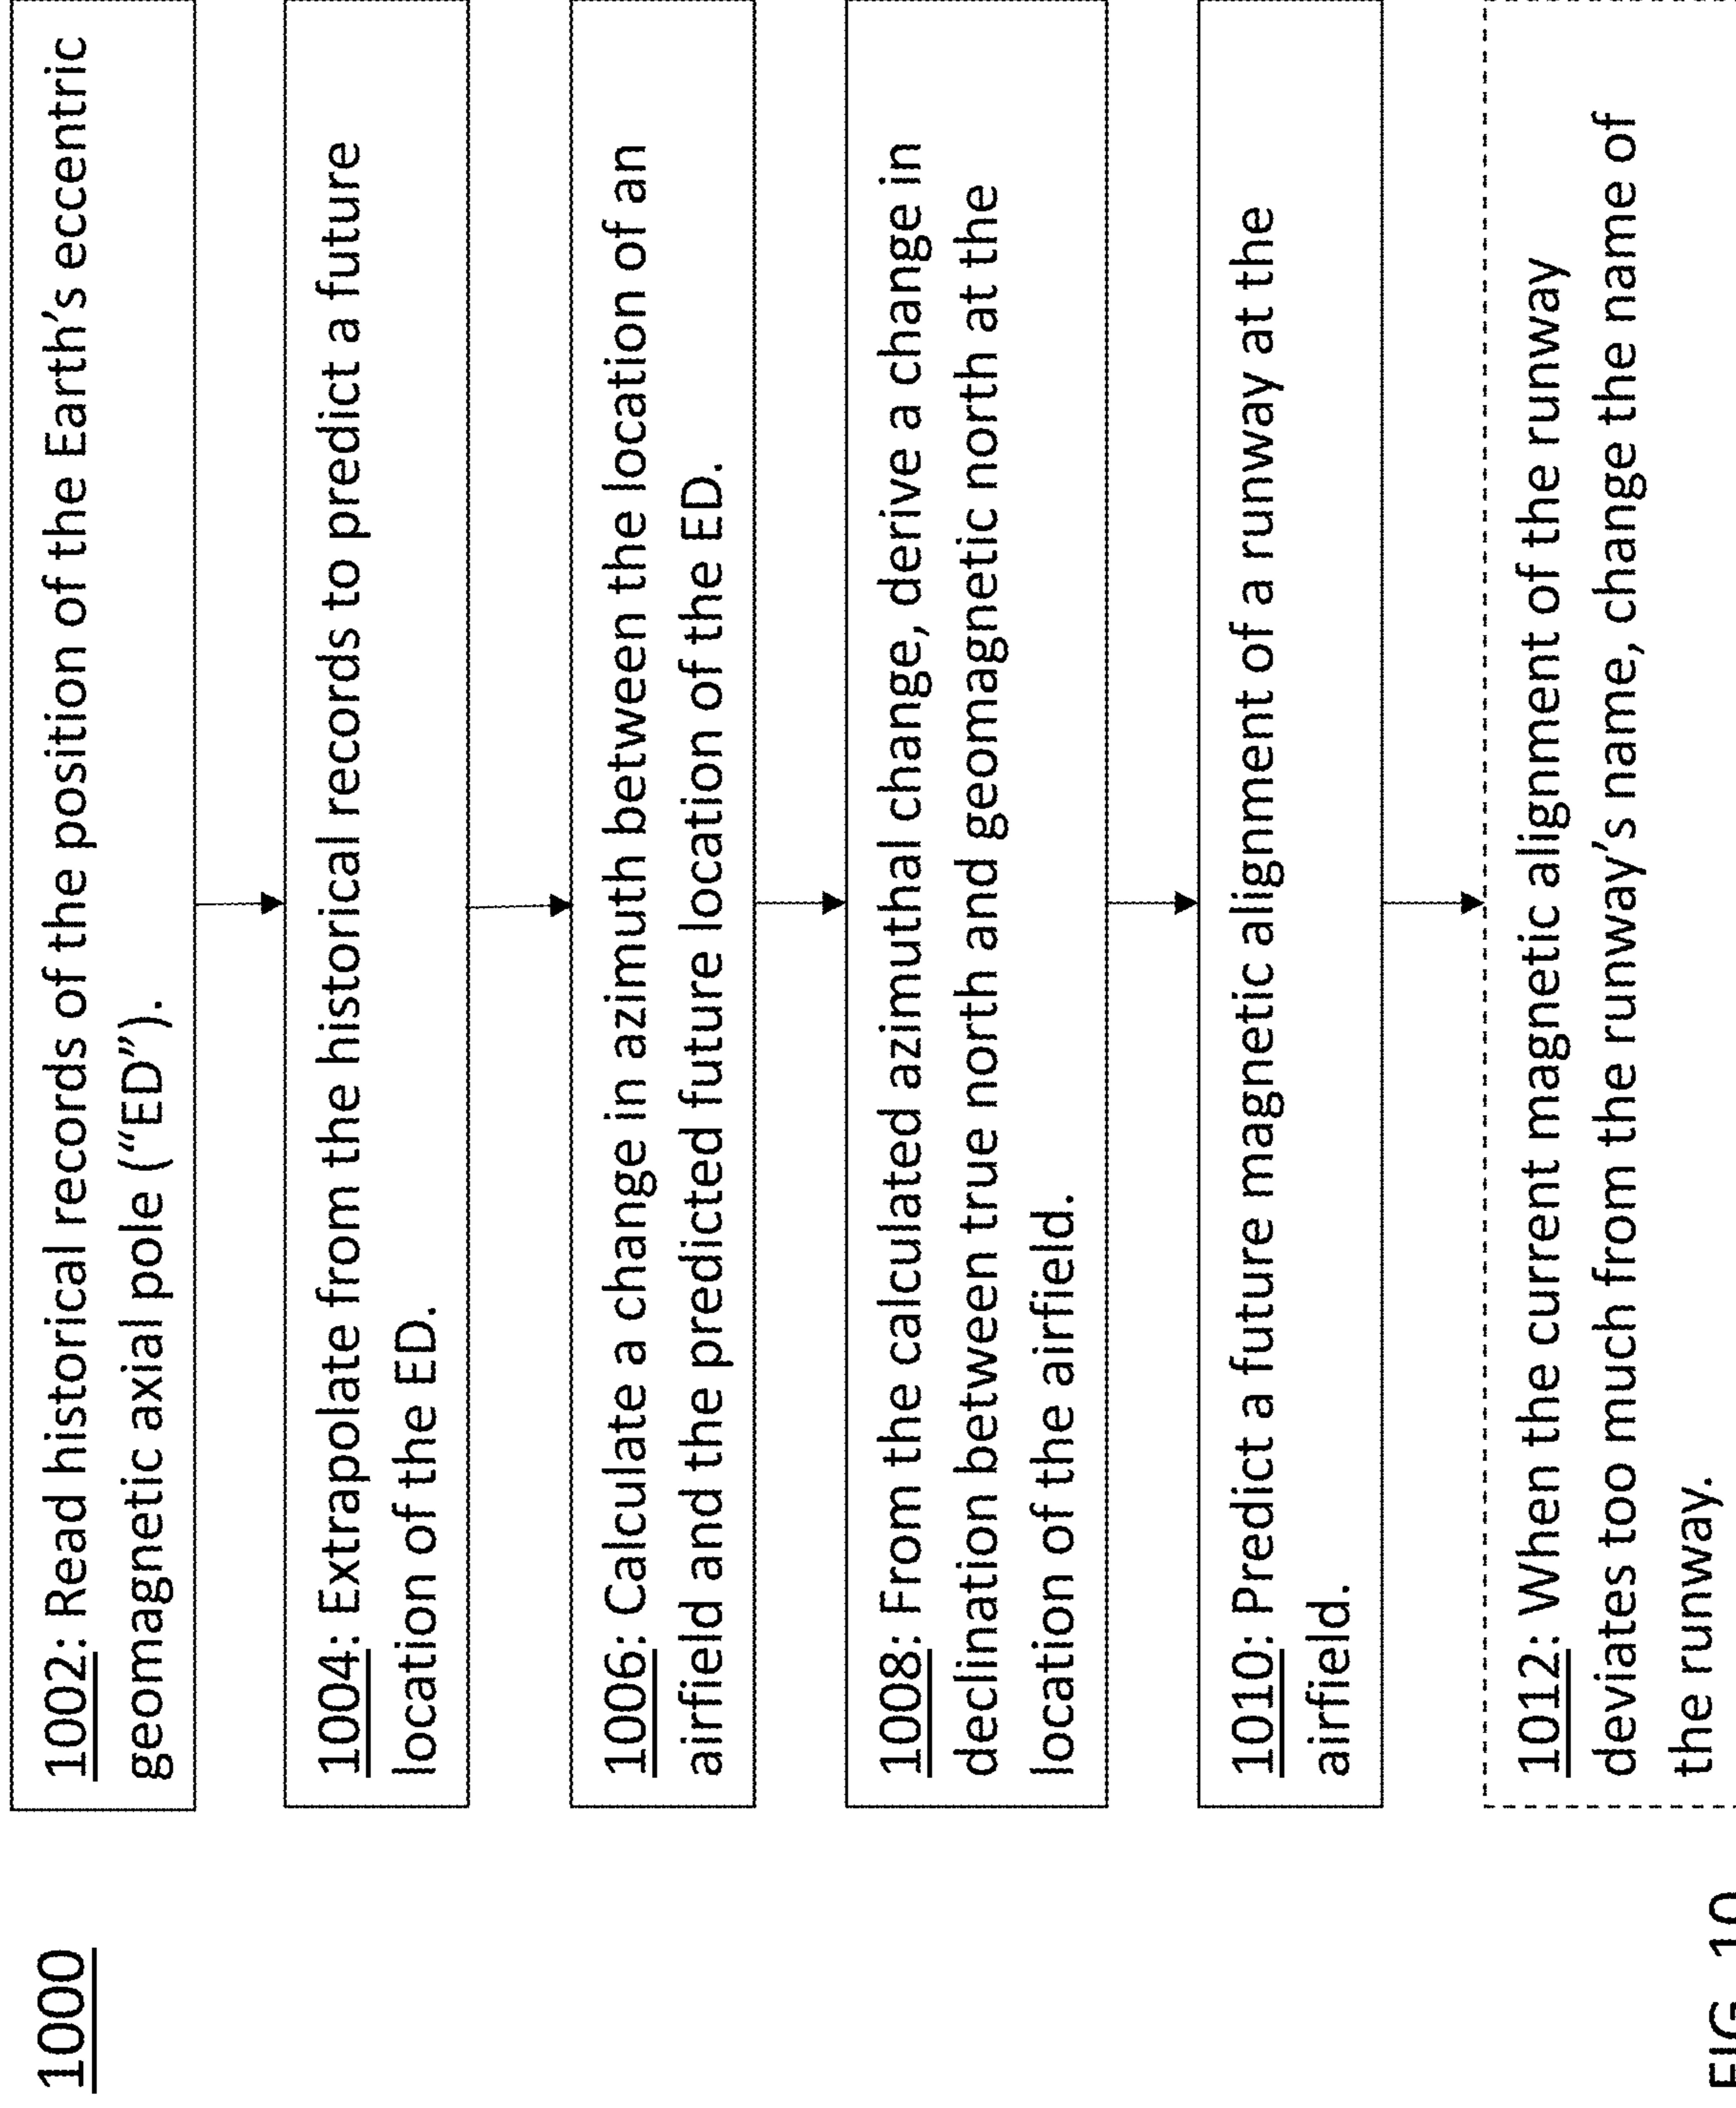 1000
1002: Read historical records of the position of the Earth’s eccentric
geomagnetic axial pole (“ED”).
1004: Extrapolate from the historical records to predict a future
location of the ED.
1006: Calculate a change in azimuth between the location of an
airfield and the predicted future location of the ED.
1008: From the calculated azimuthal change, derive a change in
declination between true north and geomagnetic north at the
location of the airfield.
1010: Predict a future magnetic alignment of a runway at the
airfield.
1012: When the current magnetic alignment of the runway
deviates too much from the runway’s name, change the name of
the runway.
FIG. 10